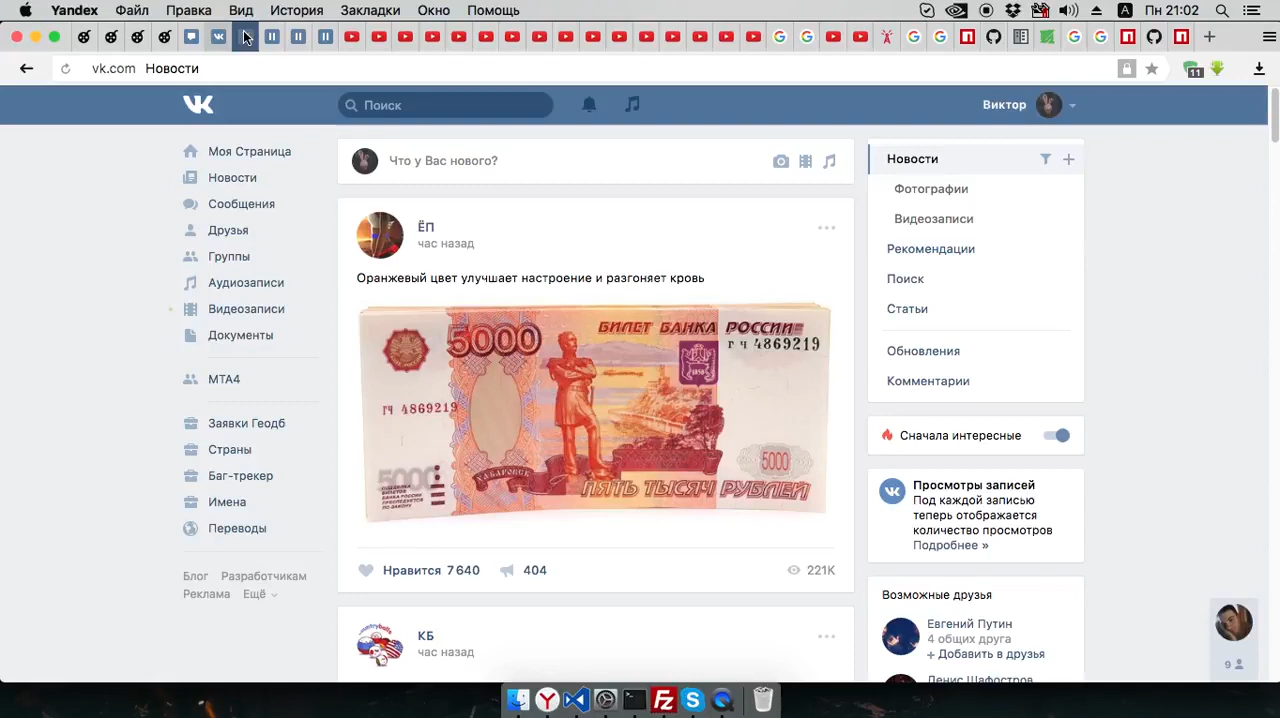 Yandex Файл Правка Вид История Закладки Окно Помощь
A Пн 21:02
vk.com Новости
11
Поиск
Виктор
Моя Страница
Новости
Сообщения
Друзья
Группы
Аудиозаписи
Видеозаписи
Документы
МТА4
Заявки Геодб
Страны
Баг-трекер
Имена
Переводы
Блог Разработчикам
Реклама Ещё
Что у Вас нового?
ЁП
час назад
Оранжевый цвет улучшает настроение и разгоняет кровь
5000
БИЛЕТ БАНКА РОССИИ
гч 4869219
ГЧ 4869219
ХАБАРОВСК
5000
5000
ПЯТЬ ТЫСЯЧ РУБЛЕЙ
Нравится 7 640 404 221K
КБ
час назад
Новости
Фотографии
Видеозаписи
Рекомендации
Поиск
Статьи
Обновления
Комментарии
Сначала интересные
Просмотры записей
Под каждой записью
теперь отображается
количество просмотров
Подробнее »
Возможные друзья
Евгений Путин
4 общих друга
+ Добавить в друзья
Денис Шафостров
9